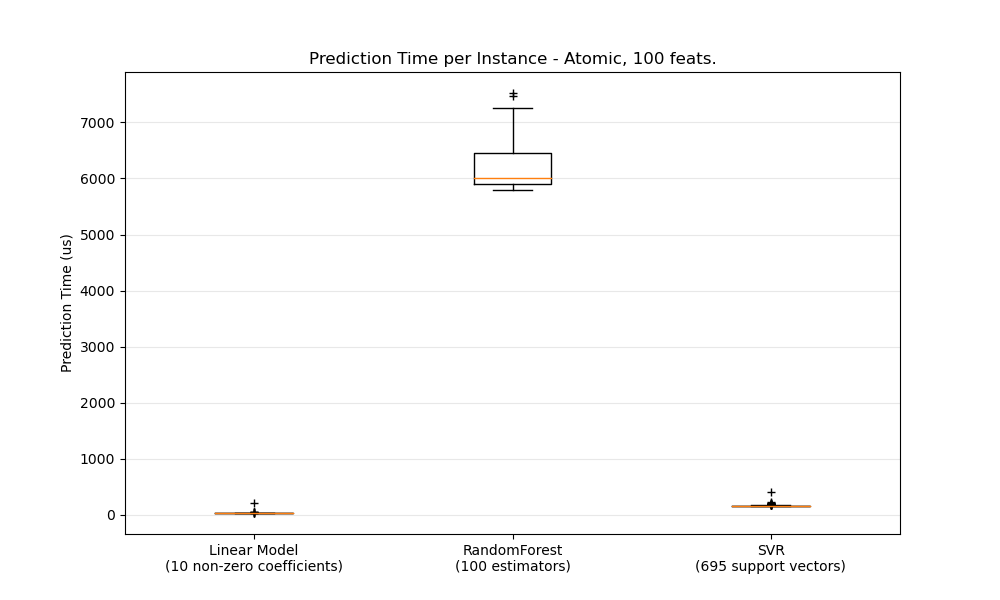 Prediction Time per Instance - Atomic, 100 feats.
Prediction Time (us)
7000
6000
5000
4000
3000
2000
1000
0
Linear Model
(10 non-zero coefficients)
RandomForest
(100 estimators)
SVR
(695 support vectors)